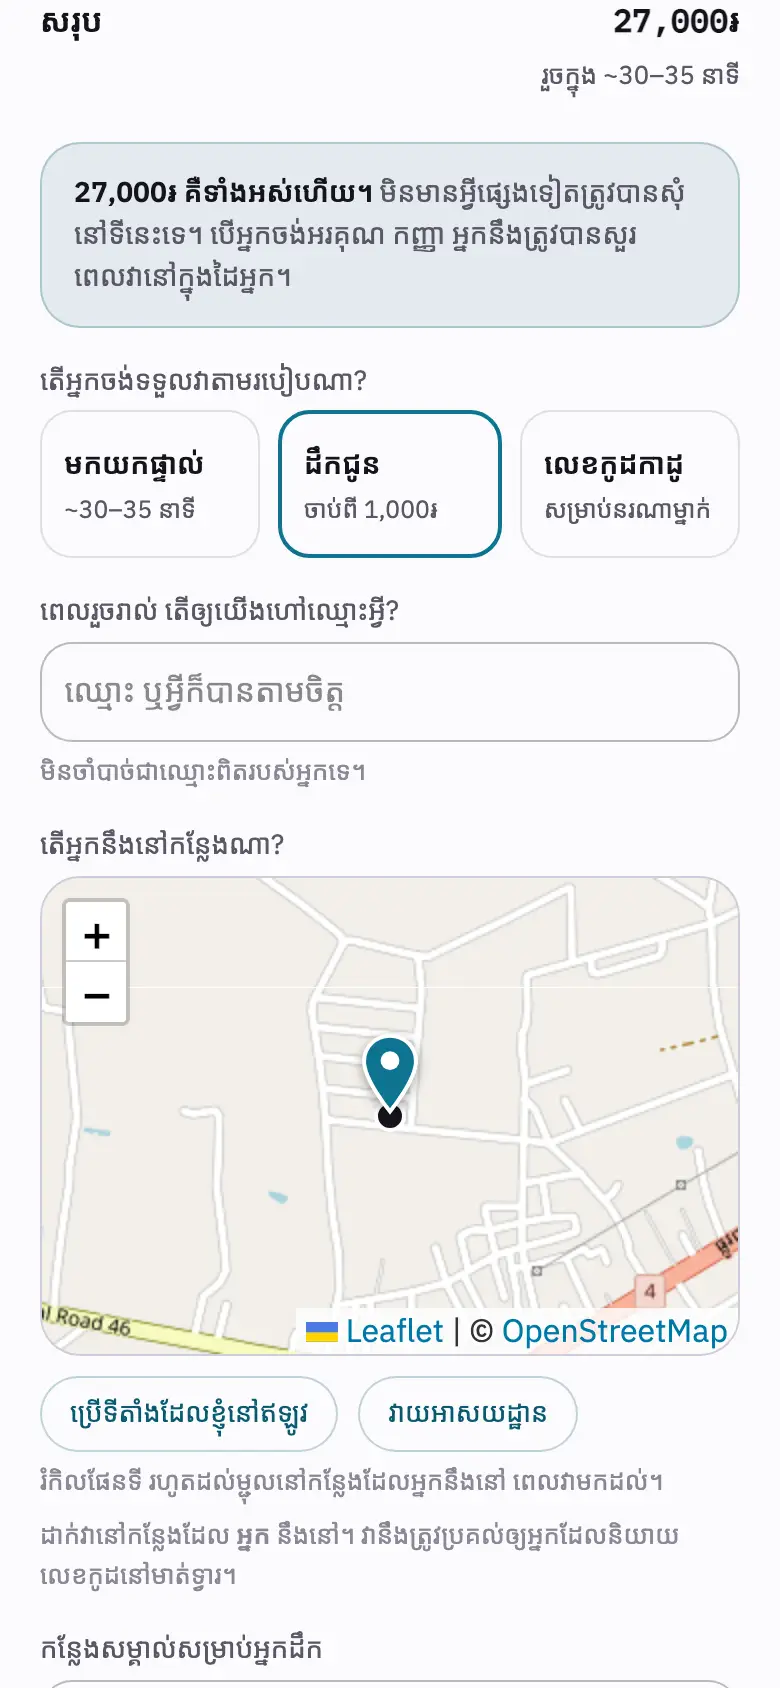 សរុប
27,000៛
រួចក្នុង ~30–35 នាទី
27,000៛ គឺទាំងអស់ហើយ។ មិនមានអ្វីផ្សេងទៀតត្រូវបានសុំ
នៅទីនេះទេ។ បើអ្នកចង់អរគុណ កញ្ញា អ្នកនឹងត្រូវបានសួរ
ពេលវានៅក្នុងដៃអ្នក។
តើអ្នកចង់ទទួលវាតាមរបៀបណា?
មកយកផ្ទាល់
~30–35 នាទី
ដឹកជូន
ចាប់ពី 1,000៛
លេខកូដកាដូ
សម្រាប់នរណាម្នាក់
ពេលរួចរាល់ តើឲ្យយើងហៅឈ្មោះអ្វី?
ឈ្មោះ ឬអ្វីក៏បានតាមចិត្ត
មិនចាំបាច់ជាឈ្មោះពិតរបស់អ្នកទេ។
តើអ្នកនឹងនៅកន្លែងណា?
+
−
4
l Road 46
Leaflet | © OpenStreetMap
ប្រើទីតាំងដែលខ្ញុំនៅឥឡូវ
វាយអាសយដ្ឋាន
រំកិលផែនទី រហូតដល់ម្ជុលនៅកន្លែងដែលអ្នកនឹងនៅ ពេលវាមកដល់។
ដាក់វានៅកន្លែងដែល អ្នក នឹងនៅ។ វានឹងត្រូវប្រគល់ឲ្យអ្នកដែលនិយាយ
លេខកូដនៅមាត់ទ្វារ។
កន្លែងសម្គាល់សម្រាប់អ្នកដឹក